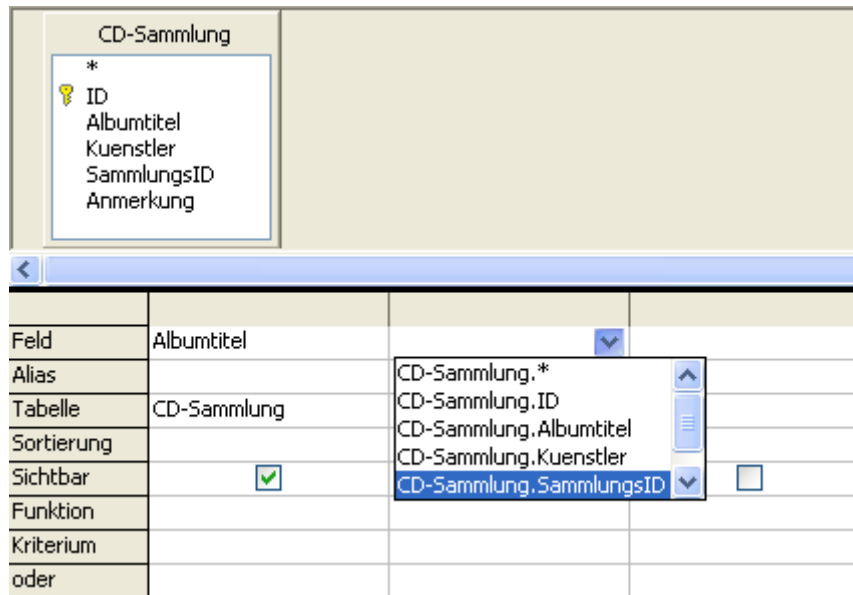 CD-Sammlung
*
ID
Albumtitel
Kuenstler
SammlungsID
Anmerkung
Feld Albumtitel
Alias
Tabelle CD-Sammlung
Sortierung
Sichtbar
Funktion
Kriterium
oder
CD-Sammlung.*
CD-Sammlung.ID
CD-Sammlung.Albumtitel
CD-Sammlung.Kuenstler
CD-Sammlung.SammlungsID